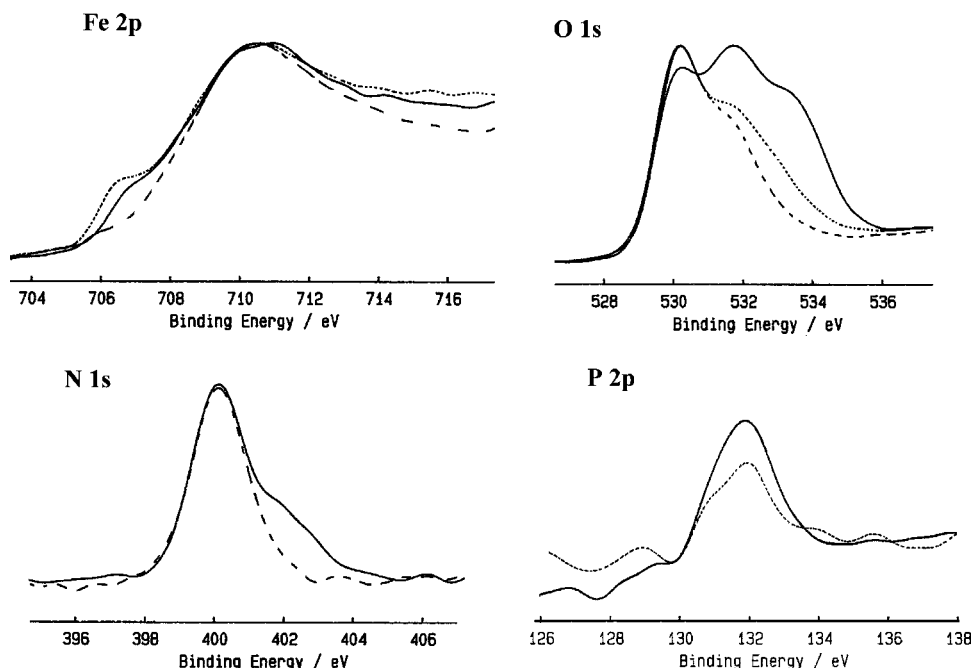 Fe 2p
704 706 708 710 712 714 716
Binding Energy / eV
O 1s
528 530 532 534 536
Binding Energy / eV
N 1s
396 398 400 402 404 406
Binding Energy / eV
P 2p
126 128 130 132 134 136 138
Binding Energy / eV